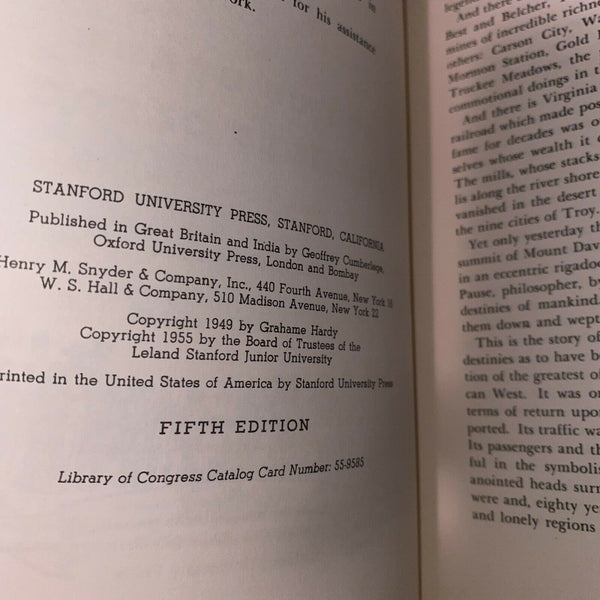 in
for his assistance
STANFORD UNIVERSITY PRESS, STANFORD, CALIFORNIA
Published in Great Britain and India by Geoffrey Cumberlege,
Oxford University Press, London and Bombay
Henry M. Snyder & Company, Inc., 440 Fourth Avenue, New York 16
W. S. Hall & Company, 510 Madison Avenue, New York 22
Copyright 1949 by Grahame Hardy
Copyright 1955 by the Board of Trustees of the
Leland Stanford Junior University
rinted in the United States of America by Stanford University Press
FIFTH EDITION
Library of Congress Catalog Card Number: 55-9585
And there
Best and Belcher,
mines of incredible richn
others: Carson City, Wa
Mormon Station, Gold
Truckee Meadows, the
commotional doings in t
And there is Virginia
railroad which made pos
fame for decades was o
selves whose wealth it
The mills, whose stacks
lis along the river shore
vanished in the desert
the nine cities of Troy.
Yet only yesterday th
summit of Mount Dav
in an eccentric rigadoo
Pause, philosopher, by
destinies of mankind.
them down and wept
This is the story of
destinies as to have b
tion of the greatest of
can West. It was or
terms of return upo
ported. Its traffic wa
Its passengers and th
ful in the symbolis
anointed heads surr
were and, eighty ye
and lonely regions